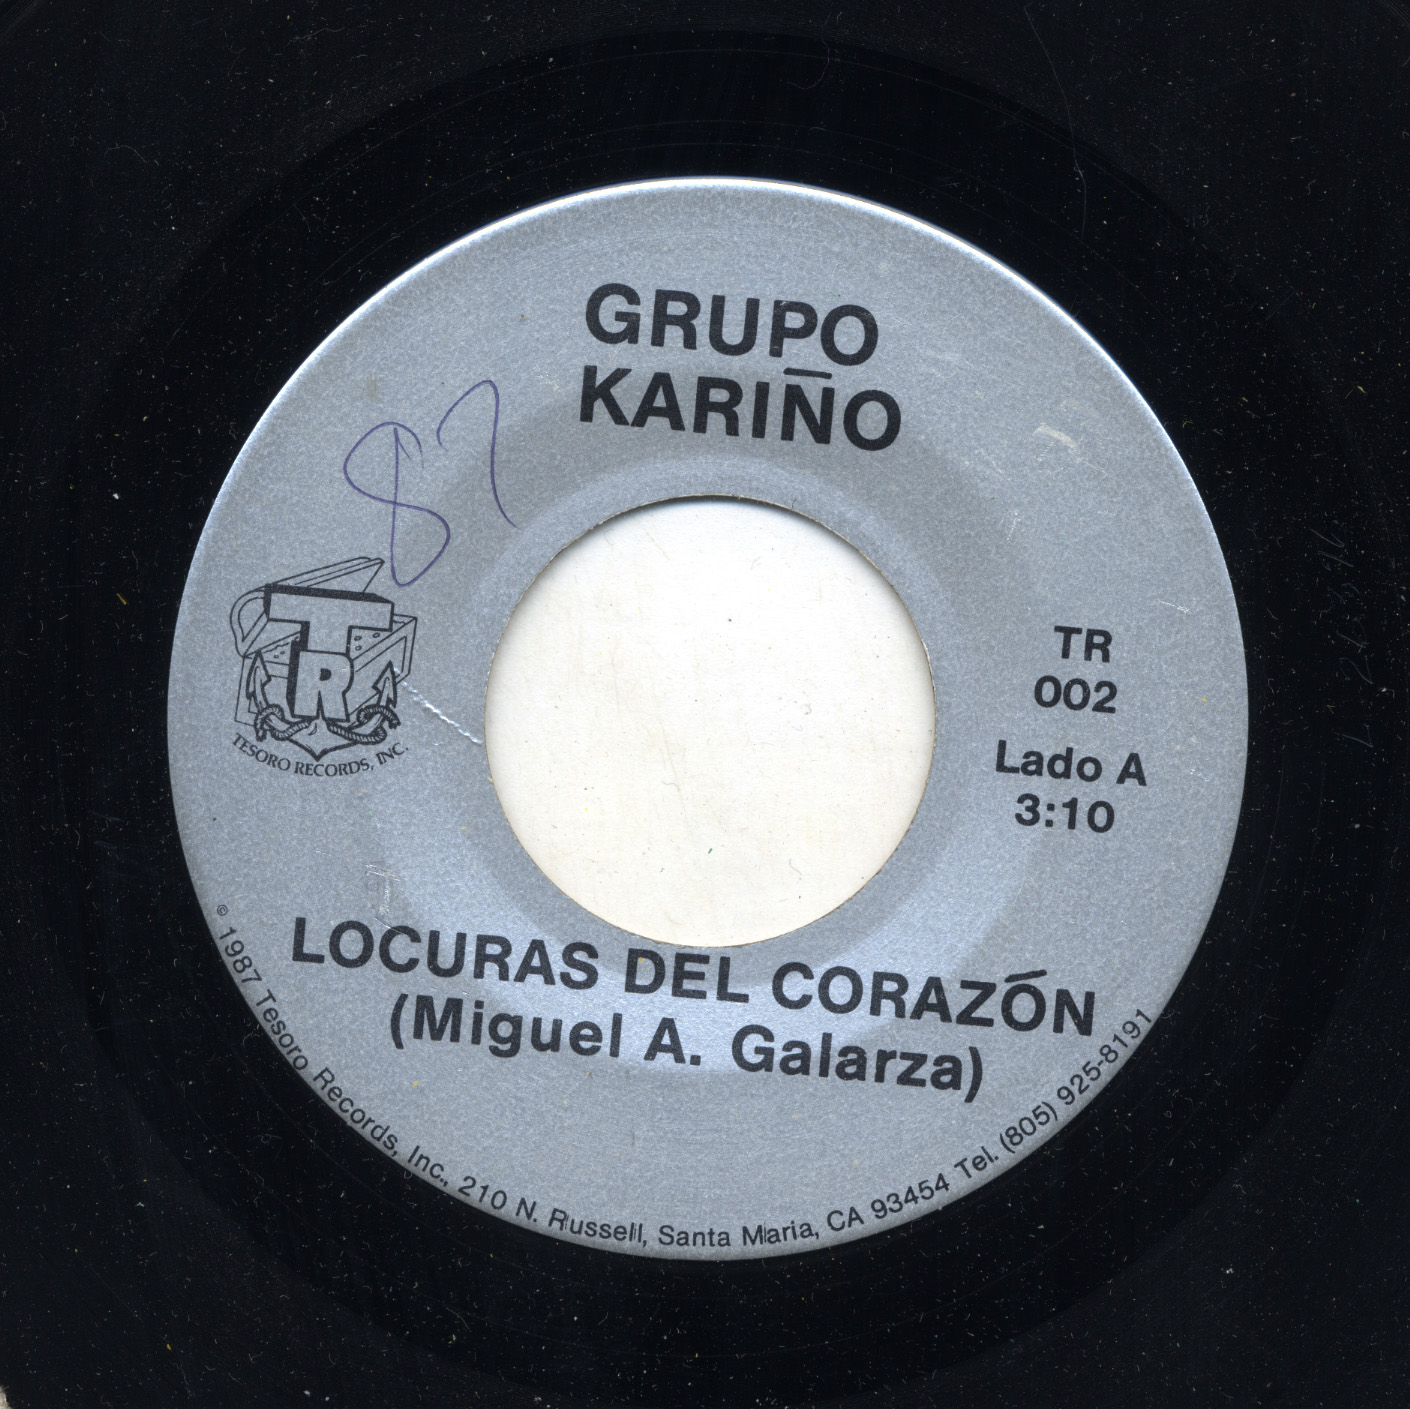 GRUPO
KARIÑO
87
TR
TESORO RECORDS, INC.
TR
002
Lado A
3:10
LOCURAS DEL CORAZÓN
(Miguel A. Galarza)
© 1987 Tesoro Records, Inc., 210 N. Russell, Santa Maria, CA 93454 Tel. (805) 925-8191